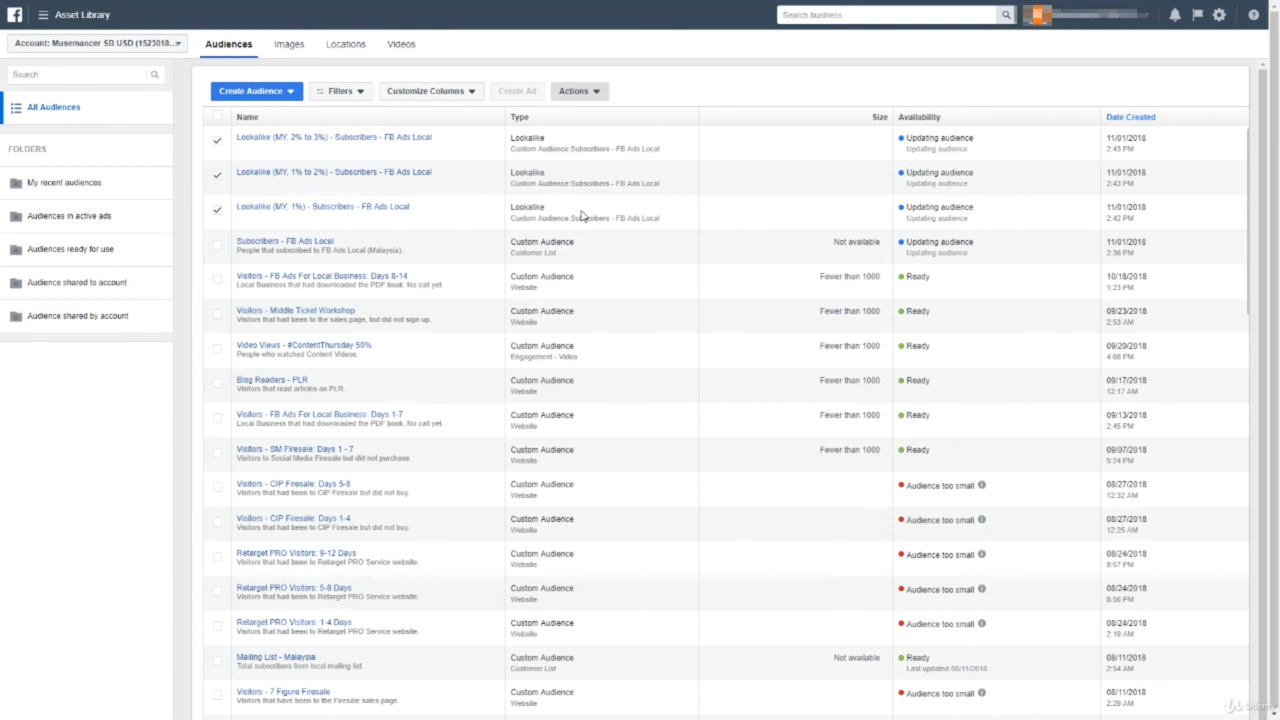 Asset Library
Search business
Account: Musemancer SB USD (1523018...
Audiences
Images
Locations
Videos
Search
All Audiences
FOLDERS
My recent audiences
Audiences in active ads
Audiences ready for use
Audience shared to account
Audience shared by account
Create Audience
Filters
Customize Columns
Create Ad
Actions
Name Type Size Availability Date Created
Lookalike (MY, 2% to 3%) - Subscribers - FB Ads Local Lookalike Updating audience 11/01/2018
Custom Audience:Subscribers - FB Ads Local Updating audience 2:43 PM
Lookalike (MY, 1% to 2%) - Subscribers - FB Ads Local Lookalike Updating audience 11/01/2018
Custom Audience:Subscribers - FB Ads Local Updating audience 2:43 PM
Lookalike (MY, 1%) - Subscribers - FB Ads Local Lookalike Updating audience 11/01/2018
Custom Audience:Subscribers - FB Ads Local Updating audience 2:42 PM
Subscribers - FB Ads Local Custom Audience Not available Updating audience 11/01/2018
People that subscribed to FB Ads Local (Malaysia). Customer List Updating audience 2:36 PM
Visitors - FB Ads For Local Business: Days 8-14 Custom Audience Fewer than 1000 Ready 10/18/2018
Local Business that had downloaded the PDF book. No call yet. Website 1:23 PM
Visitors - Middle Ticket Workshop Custom Audience Fewer than 1000 Ready 09/23/2018
Visitors that had been to the sales page, but did not sign up. Website 2:53 AM
Video Views - #ContentThursday 50% Custom Audience Fewer than 1000 Ready 09/20/2018
People who watched Content Videos. Engagement - Video 4:08 PM
Blog Readers - PLR Custom Audience Fewer than 1000 Ready 09/17/2018
Visitors that read articles on PLR. Website 12:17 AM
Visitors - FB Ads For Local Business: Days 1-7 Custom Audience Fewer than 1000 Ready 09/13/2018
Local Business that had downloaded the PDF book. No call yet. Website 2:45 PM
Visitors - SM Firesale: Days 1 - 7 Custom Audience Fewer than 1000 Ready 09/07/2018
Visitors to Social Media Firesale but did not purchase. Website 5:24 PM
Visitors - CIP Firesale: Days 5-8 Custom Audience Audience too small 08/27/2018
Visitors that had been to CIP Firesale but did not buy. Website 12:32 AM
Visitors - CIP Firesale: Days 1-4 Custom Audience Audience too small 08/27/2018
Visitors that had been to CIP Firesale but did not buy. Website 12:25 AM
Retarget PRO Visitors: 9-12 Days Custom Audience Audience too small 08/24/2018
Visitors that had been to Retarget PRO Service website. Website 8:57 PM
Retarget PRO Visitors: 5-8 Days Custom Audience Audience too small 08/24/2018
Visitors that had been to Retarget PRO Service website. Website 8:56 PM
Retarget PRO Visitors: 1-4 Days Custom Audience Audience too small 08/24/2018
Visitors that had been to Retarget PRO Service website. Website 2:19 AM
Mailing List - Malaysia Custom Audience Not available Ready 08/11/2018
Total subscribers from local mailing list. Customer List Last updated 08/11/2018 2:54 AM
Visitors - 7 Figure Firesale Custom Audience Audience too small 08/11/2018
Visitors that have been to the Firesale sales page. Website 2:29 AM
Udemy